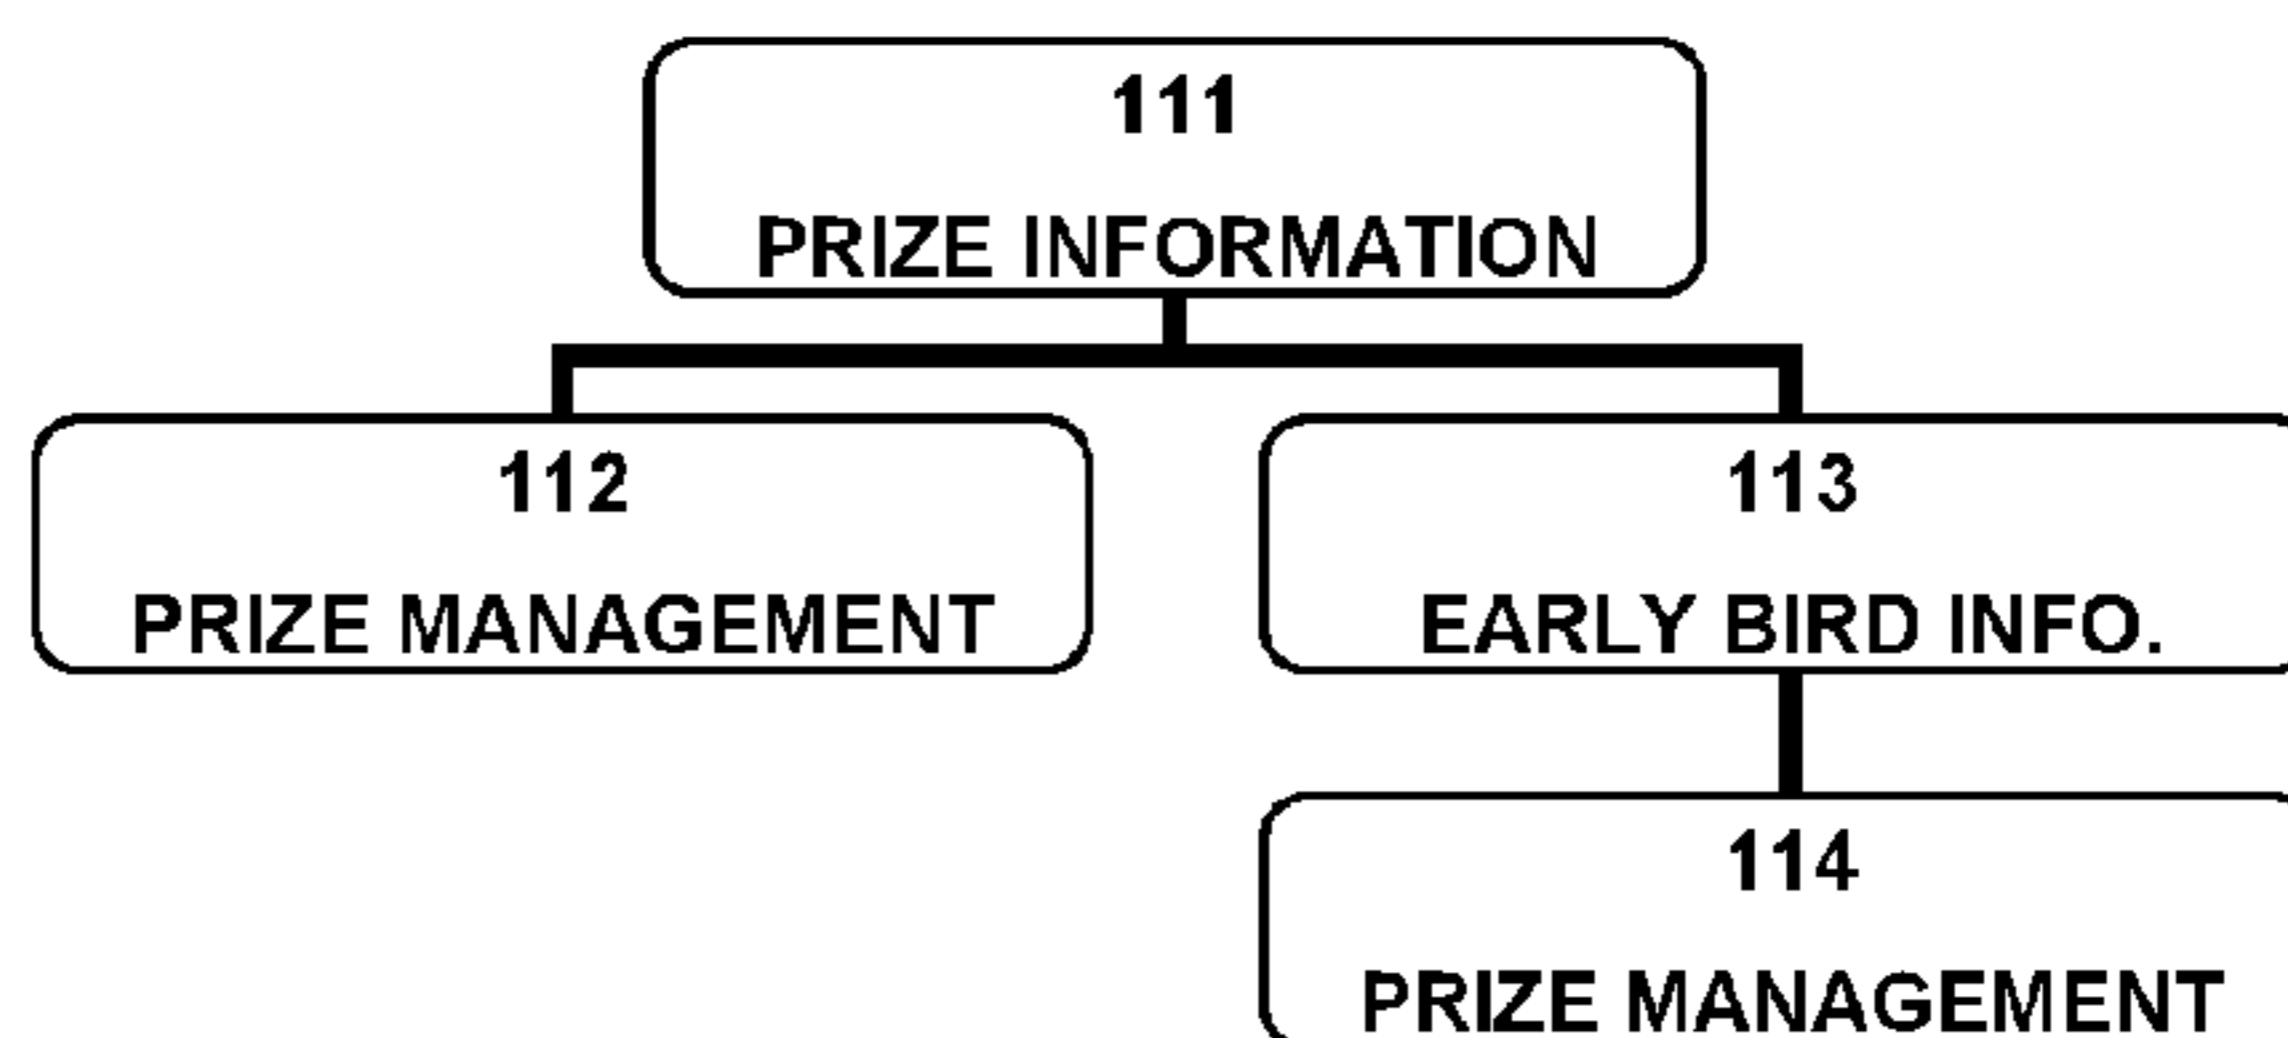 111
PRIZE INFORMATION
112
PRIZE MANAGEMENT
113
EARLY BIRD INFO.
114
PRIZE MANAGEMENT